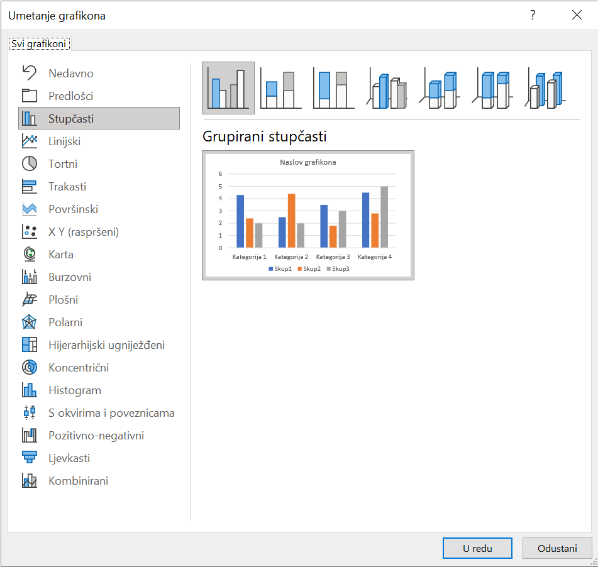 Umetanje grafikona
?
Svi grafikoni
Nedavno
Predlošci
Stupčasti
Linijski
Tortni
Trakasti
Površinski
X Y (raspršeni)
Karta
Burzovni
Plošni
Polarni
Hijerarhijski ugniježđeni
Koncentrični
Histogram
S okvirima i poveznicama
Pozitivno-negativni
Ljevkasti
Kombinirani
Grupirani stupčasti
Naslov grafikona
6
5
4
3
2
1
0
Kategorija 1 Kategorija 2 Kategorija 3 Kategorija 4
Skup1 Skup2 Skup3
U redu Odustani